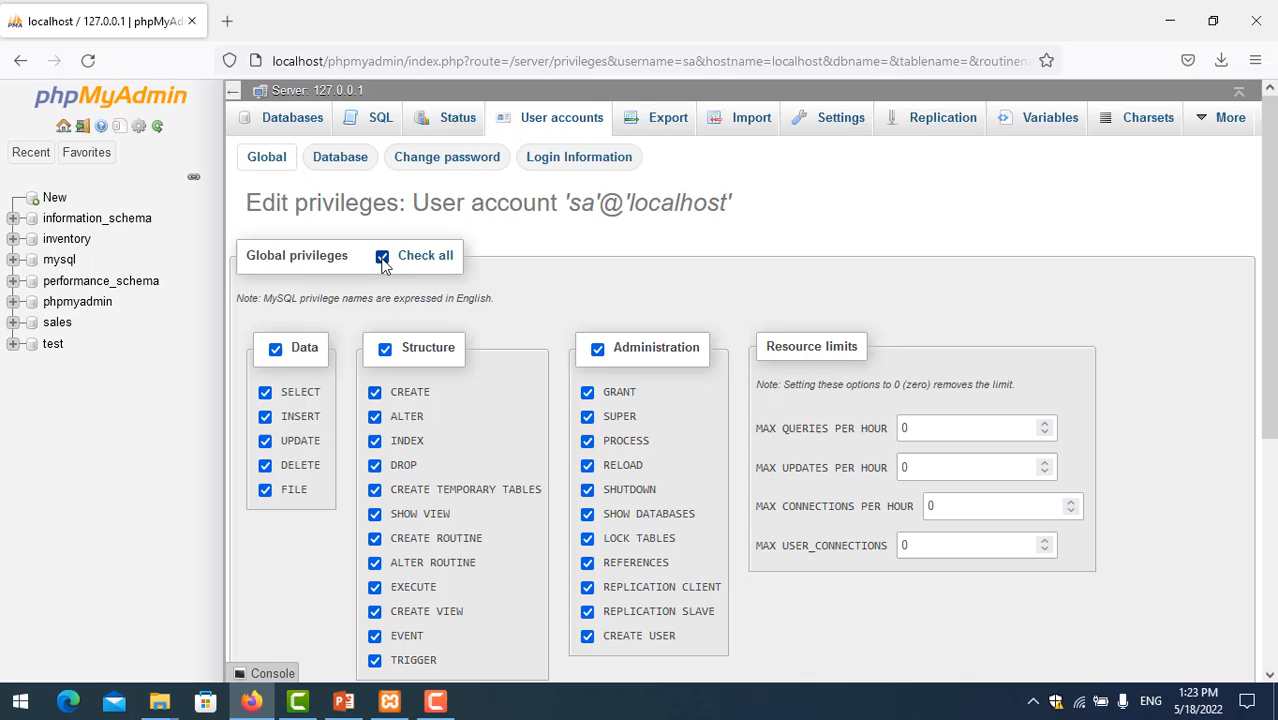 localhost / 127.0.0.1 | phpMyAd
localhost/phpmyadmin/index.php?route=/server/privileges&username=sa&hostname=localhost&dbname=&tablename=&routinen
phpMyAdmin
Recent
Favorites
New
information_schema
inventory
mysql
performance_schema
phpmyadmin
sales
test
Server: 127.0.0.1
Databases
SQL
Status
User accounts
Export
Import
Settings
Replication
Variables
Charsets
More
Global
Database
Change password
Login Information
Edit privileges: User account 'sa'@'localhost'
Global privileges
Check all
Note: MySQL privilege names are expressed in English.
Data
SELECT
INSERT
UPDATE
DELETE
FILE
Structure
CREATE
ALTER
INDEX
DROP
CREATE TEMPORARY TABLES
SHOW VIEW
CREATE ROUTINE
ALTER ROUTINE
EXECUTE
CREATE VIEW
EVENT
TRIGGER
Administration
GRANT
SUPER
PROCESS
RELOAD
SHUTDOWN
SHOW DATABASES
LOCK TABLES
REFERENCES
REPLICATION CLIENT
REPLICATION SLAVE
CREATE USER
Resource limits
Note: Setting these options to 0 (zero) removes the limit.
MAX QUERIES PER HOUR 0
MAX UPDATES PER HOUR 0
MAX CONNECTIONS PER HOUR 0
MAX USER_CONNECTIONS 0
Console
ENG
1:23 PM
5/18/2022